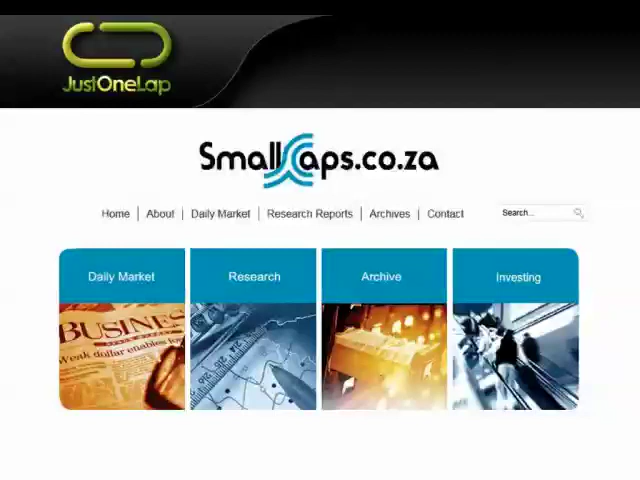 JustOneLap
SmallCaps.co.za
Home About Daily Market Research Reports Archives Contact Search...
Daily Market Research Archive Investing
BUSINES
Weak dollar enables